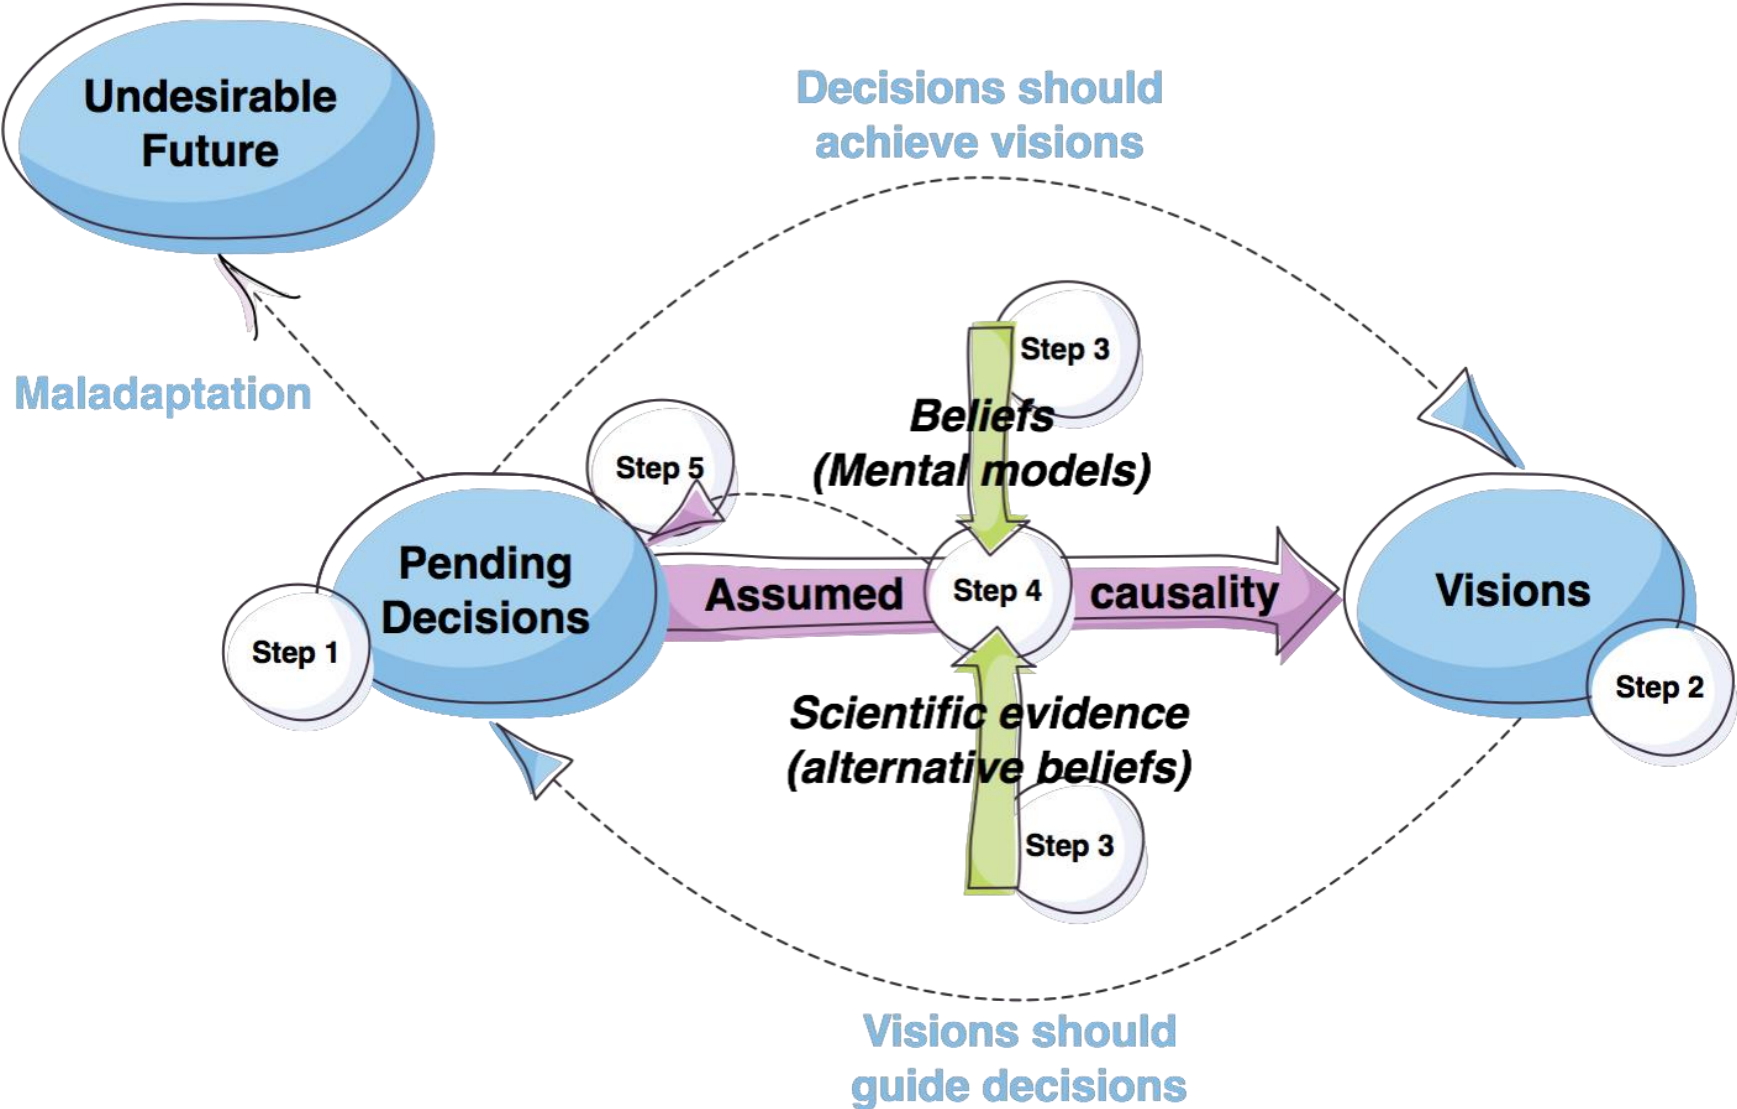 Undesirable
Future
Decisions should
achieve visions
Maladaptation
Step 3
Beliefs
(Mental models)
Step 5
Pending
Decisions
Assumed
Step 4
causality
Visions
Step 1
Step 2
Scientific evidence
(alternative beliefs)
Step 3
Visions should
guide decisions